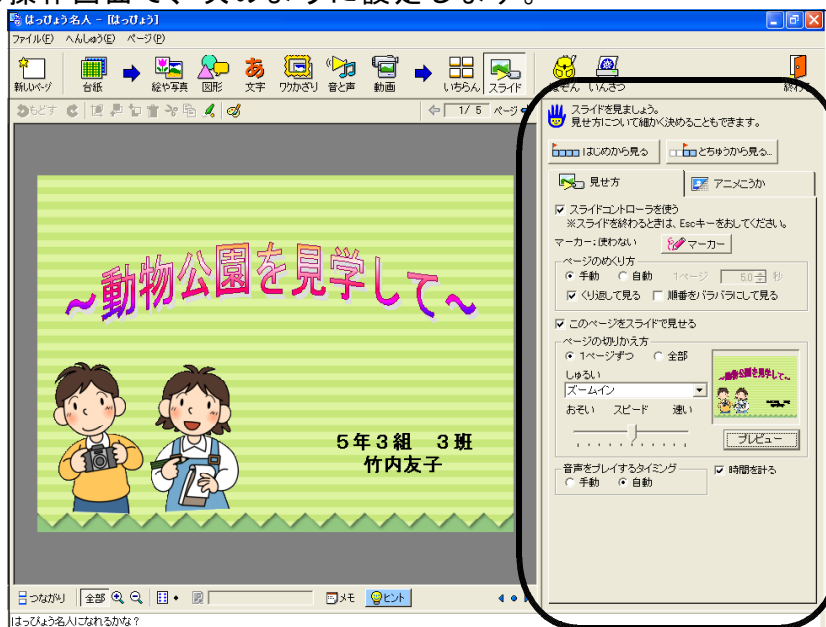 操作画面で、次のように設定します。
はっぴょう名人 - [はっぴょう]
ファイル(F) へんしゅう(E) ページ(P)
新しいページ 台紙 絵や写真 図形 文字 ワクかざり 音と声 動画 いちらん スライド ほぞん いんさつ 終わる
もどす 1/ 5 ページ
スライドを見ましょう。
見せ方について細かく決めることもできます。
はじめから見る とちゅうから見る...
見せ方 アニメこうか
スライドコントローラを使う
※スライドを終わるときは、Escキーをおしてください。
マーカー:使わない マーカー
ページのめくり方
手動 自動 1ページ 5.0 秒
くり返して見る 順番をバラバラにして見る
このページをスライドで見せる
ページの切りかえ方
1ページずつ 全部
しゅるい
ズームイン
おそい スピード 速い
プレビュー
音声をプレイするタイミング
手動 自動
時間を計る
~動物公園を見学して~
5年3組 3班
竹内友子
~動物公園を見学して~
つながり 全部 メモ ヒント
はっぴょう名人になれるかな?